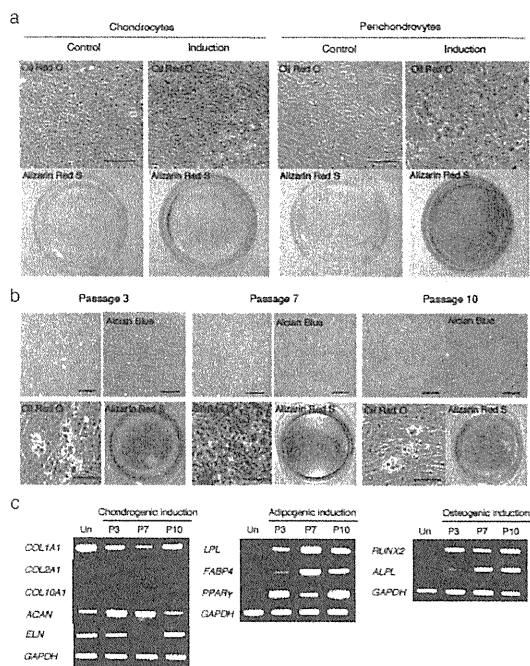 a
Chondrocytes Perichondrovytes
Control Induction Control Induction
Oil Red O Oil Red O Oil Red O Oil Red O
Alizarin Red S Alizarin Red S Alizarin Red S Alizarin Red S
b
Passage 3 Passage 7 Passage 10
Alcian Blue Alcian Blue Alcian Blue
Oil Red O Alizarin Red S Oil Red O Alizarin Red S Oil Red O Alizarin Red S
c
Chondrogenic induction Adipogenic induction Osteogenic induction
Un P3 P7 P10 Un P3 P7 P10 Un P3 P7 P10
COL1A1 LPL RUNX2
COL2A1 FABP4 ALPL
COL10A1 PPARγ GAPDH
ACAN GAPDH
ELN
GAPDH